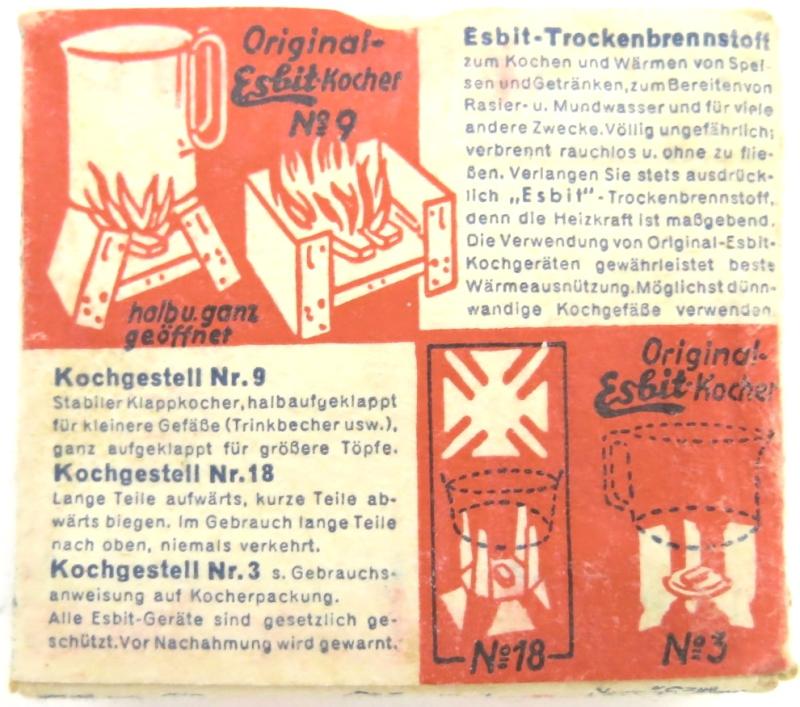 Original-
Esbit-Kocher
No 9
halb u. ganz
geöffnet
Esbit-Trockenbrennstoff
zum Kochen und Wärmen von Spei-
sen und Getränken, zum Bereiten von
Rasier- u. Mundwasser und für viele
andere Zwecke. Völlig ungefährlich;
verbrennt rauchlos u. ohne zu flie-
ßen. Verlangen Sie stets ausdrück-
lich „Esbit"-Trockenbrennstoff,
denn die Heizkraft ist maßgebend.
Die Verwendung von Original-Esbit-
Kochgeräten gewährleistet beste
Wärmeausnützung. Möglichst dünn-
wandige Kochgefäße verwenden.
Kochgestell Nr. 9
Stabiler Klappkocher, halbaufgeklappt
für kleinere Gefäße (Trinkbecher usw.),
ganz aufgeklappt für größere Töpfe.
Kochgestell Nr. 18
Lange Teile aufwärts, kurze Teile ab-
wärts biegen. Im Gebrauch lange Teile
nach oben, niemals verkehrt.
Kochgestell Nr. 3 s. Gebrauchs-
anweisung auf Kocherpackung.
Alle Esbit-Geräte sind gesetzlich ge-
schützt. Vor Nachahmung wird gewarnt.
Original-
Esbit-Kocher
No 18
No 3